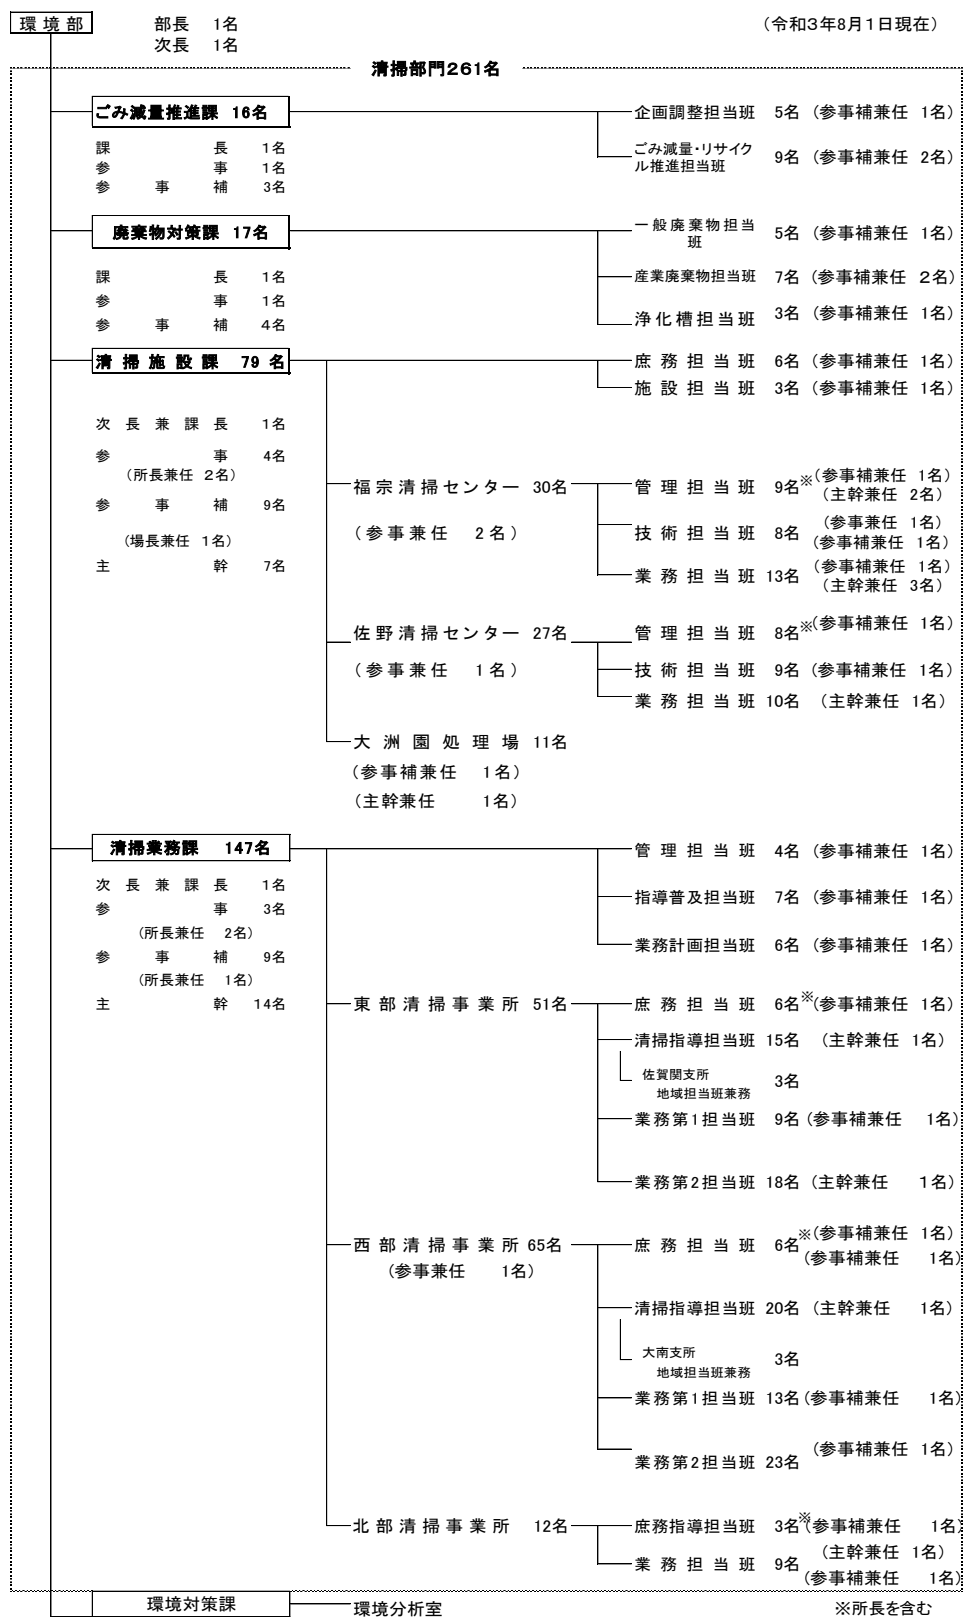 環境部 部長 1名 (令和3年8月1日現在)
次長 1名
清掃部門261名
ごみ減量推進課 16名 企画調整担当班 5名 (参事補兼任 1名)
課長 1名
参事 1名
参事補 3名
ごみ減量・リサイク
ル推進担当班 9名 (参事補兼任 2名)
廃棄物対策課 17名
一般廃棄物担当
班 5名 (参事補兼任 1名)
課長 1名 産業廃棄物担当班 7名 (参事補兼任 2名)
参事 1名
参事補 4名 浄化槽担当班 3名 (参事補兼任 1名)
清掃施設課 79名 庶務担当班 6名 (参事補兼任 1名)
施設担当班 3名 (参事補兼任 1名)
次長兼課長 1名
参事 4名
(所長兼任 2名)
参事補 9名
(場長兼任 1名)
主幹 7名
福宗清掃センター 30名 管理担当班 9名※(参事補兼任 1名)
(主幹兼任 2名)
(参事兼任 2名) 技術担当班 8名 (参事兼任 1名)
(参事補兼任 1名)
業務担当班 13名 (参事補兼任 1名)
(主幹兼任 3名)
佐野清掃センター 27名 管理担当班 8名※(参事補兼任 1名)
(参事兼任 1名) 技術担当班 9名 (参事補兼任 1名)
業務担当班 10名 (主幹兼任 1名)
大洲園処理場 11名
(参事補兼任 1名)
(主幹兼任 1名)
清掃業務課 147名 管理担当班 4名 (参事補兼任 1名)
次長兼課長 1名
参事 3名
(所長兼任 2名)
参事補 9名
(所長兼任 1名)
主幹 14名
指導普及担当班 7名 (参事補兼任 1名)
業務計画担当班 6名 (参事補兼任 1名)
東部清掃事業所 51名 庶務担当班 6名※(参事補兼任 1名)
清掃指導担当班 15名 (主幹兼任 1名)
佐賀関支所
地域担当班兼務 3名
業務第1担当班 9名 (参事補兼任 1名)
業務第2担当班 18名 (主幹兼任 1名)
西部清掃事業所 65名 庶務担当班 6名※(参事補兼任 1名)
(参事兼任 1名) (参事補兼任 1名)
清掃指導担当班 20名 (主幹兼任 1名)
大南支所
地域担当班兼務 3名
業務第1担当班 13名 (参事補兼任 1名)
業務第2担当班 23名 (参事補兼任 1名)
北部清掃事業所 12名 庶務指導担当班 3名※(参事補兼任 1名)
業務担当班 9名 (主幹兼任 1名)
(参事補兼任 1名)
環境対策課 環境分析室 ※所長を含む